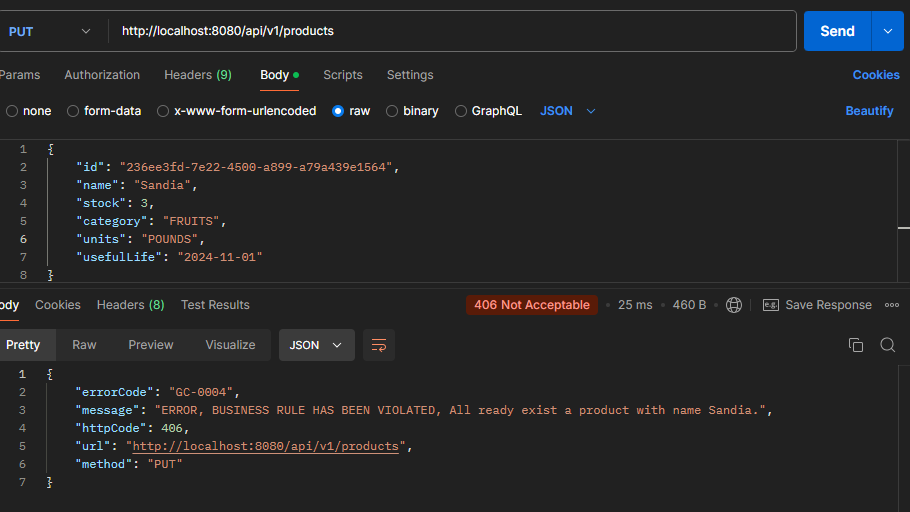 PUT http://localhost:8080/api/v1/products Send
Params Authorization Headers (9) Body Scripts Settings Cookies
none form-data x-www-form-urlencoded raw binary GraphQL JSON Beautify
1 {
2 "id": "236ee3fd-7e22-4500-a899-a79a439e1564",
3 "name": "Sandia",
4 "stock": 3,
5 "category": "FRUITS",
6 "units": "POUNDS",
7 "usefulLife": "2024-11-01"
8 }
ody Cookies Headers (8) Test Results 406 Not Acceptable 25 ms 460 B e.g. Save Response
Pretty Raw Preview Visualize JSON
1 {
2 "errorCode": "GC-0004",
3 "message": "ERROR, BUSINESS RULE HAS BEEN VIOLATED, All ready exist a product with name Sandia.",
4 "httpCode": 406,
5 "url": "http://localhost:8080/api/v1/products",
6 "method": "PUT"
7 }